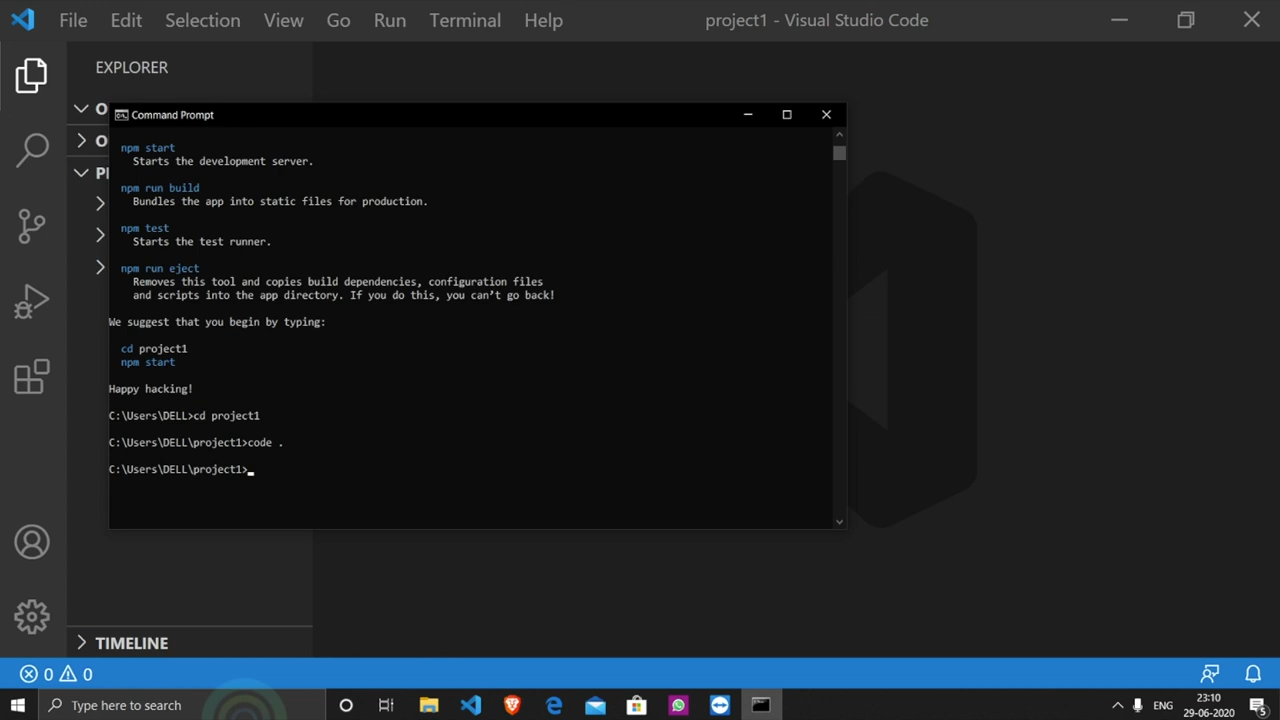 File Edit Selection View Go Run Terminal Help project1 - Visual Studio Code
EXPLORER
O
O
P
Command Prompt
npm start
Starts the development server.
npm run build
Bundles the app into static files for production.
npm test
Starts the test runner.
npm run eject
Removes this tool and copies build dependencies, configuration files
and scripts into the app directory. If you do this, you can't go back!
We suggest that you begin by typing:
cd project1
npm start
Happy hacking!
C:\Users\DELL>cd project1
C:\Users\DELL\project1>code .
C:\Users\DELL\project1>
TIMELINE
0 0
Type here to search
ENG
23:10
29-06-2020
5